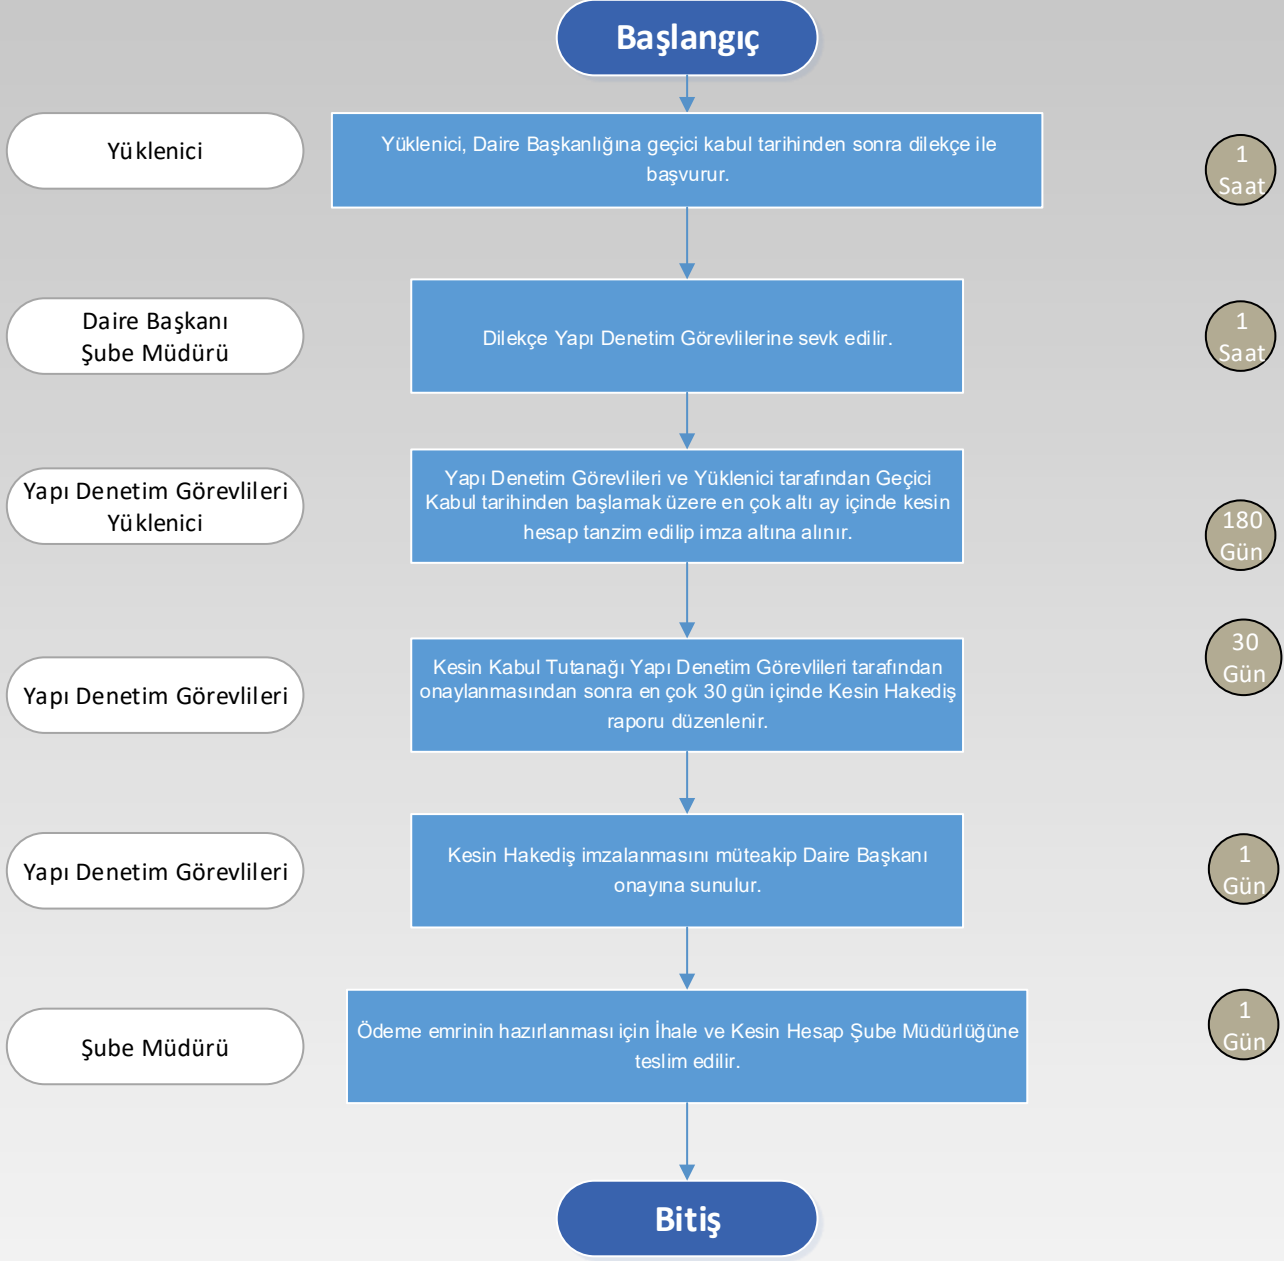 Başlangıç
Yüklenici
Yüklenici, Daire Başkanlığına geçici kabul tarihinden sonra dilekçe ile
başvurur.
1
Saat
Daire Başkanı
Şube Müdürü
Dilekçe Yapı Denetim Görevlilerine sevk edilir.
1
Saat
Yapı Denetim Görevlileri
Yüklenici
Yapı Denetim Görevlileri ve Yüklenici tarafından Geçici
Kabul tarihinden başlamak üzere en çok altı ay içinde kesin
hesap tanzim edilip imza altına alınır.
180
Gün
Yapı Denetim Görevlileri
Kesin Kabul Tutanağı Yapı Denetim Görevlileri tarafından
onaylanmasından sonra en çok 30 gün içinde Kesin Hakediş
raporu düzenlenir.
30
Gün
Yapı Denetim Görevlileri
Kesin Hakediş imzalanmasını müteakip Daire Başkanı
onayına sunulur.
1
Gün
Şube Müdürü
Ödeme emrinin hazırlanması için İhale ve Kesin Hesap Şube Müdürlüğüne
teslim edilir.
1
Gün
Bitiş